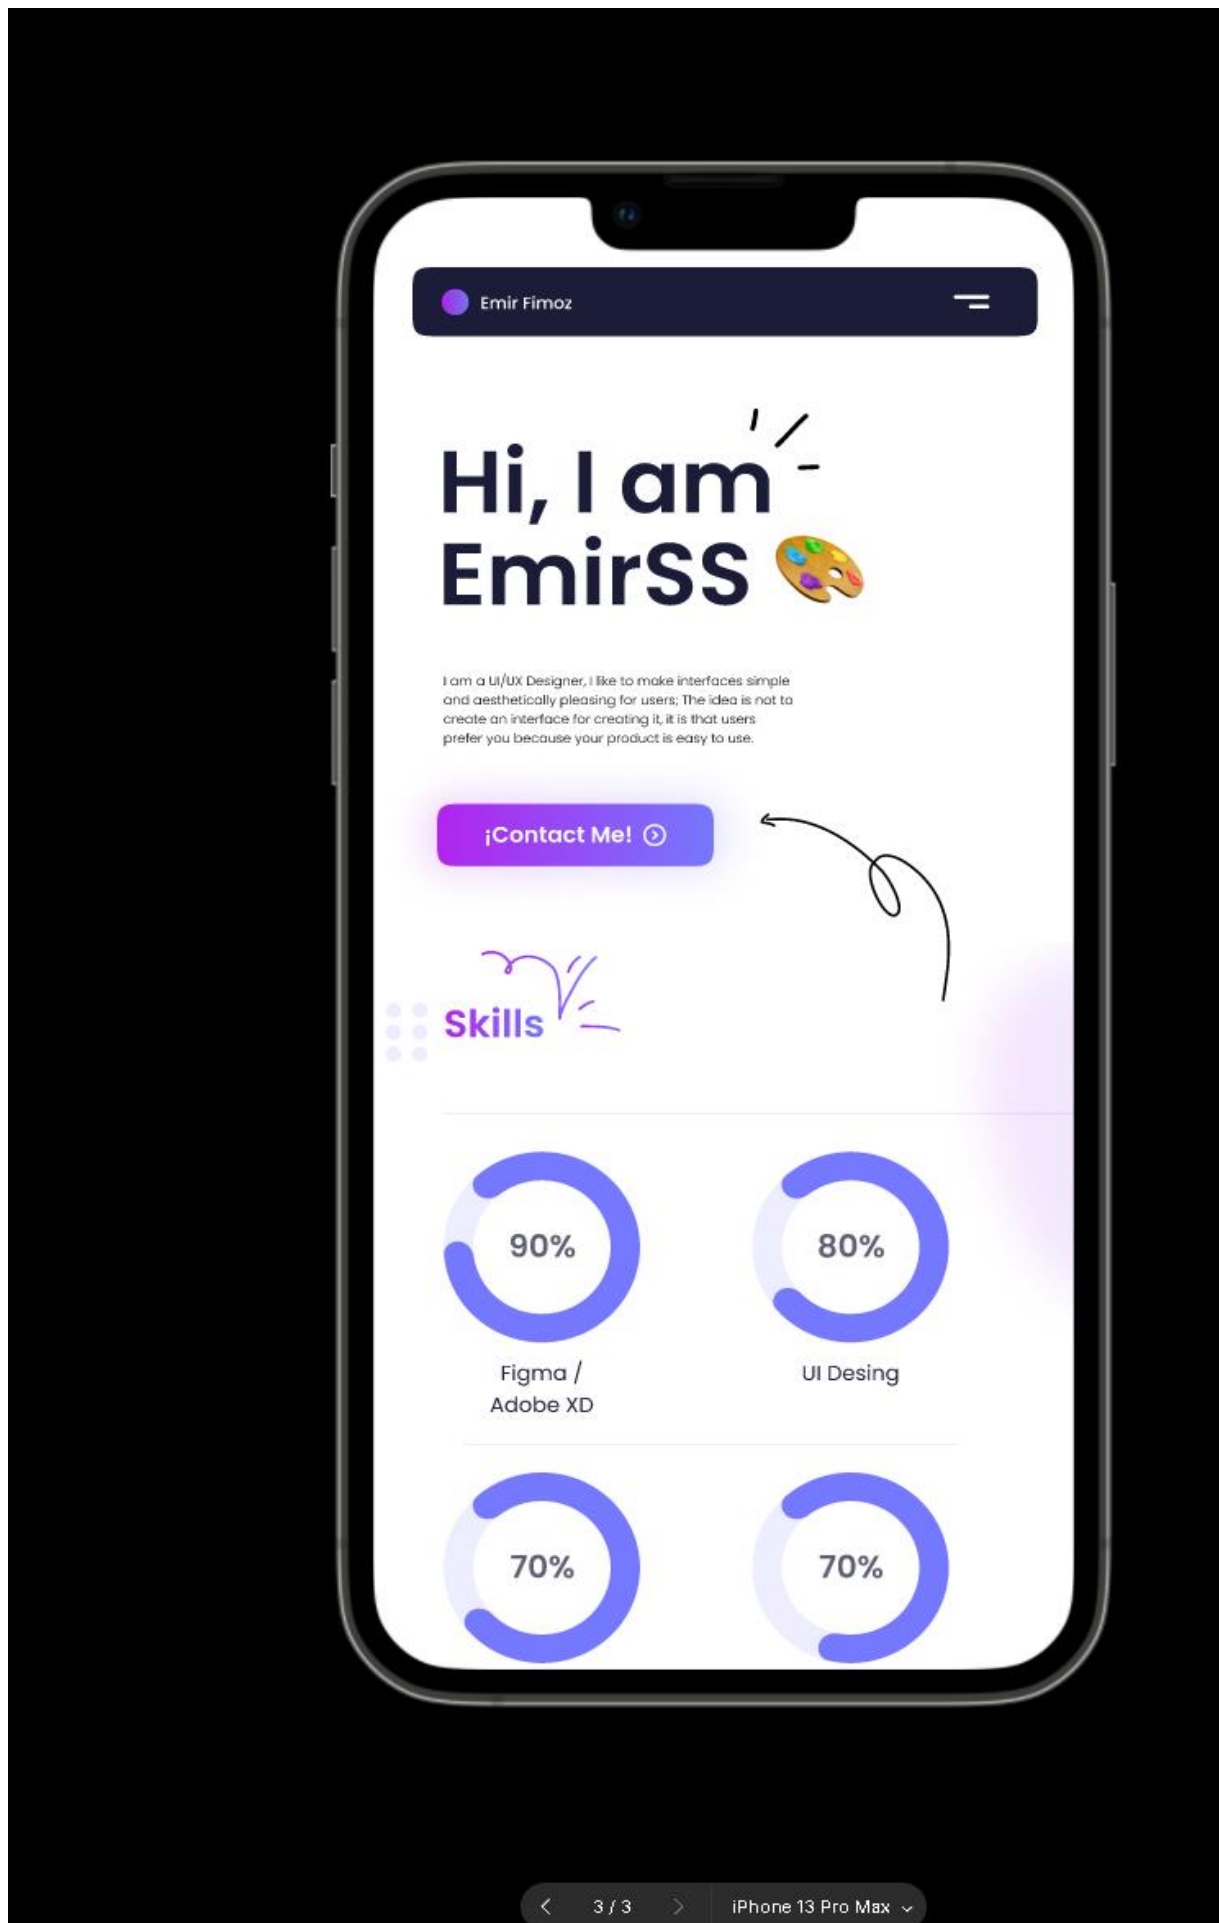 Emir Fimoz
Hi, I am
EmirSS
I am a UI/UX Designer, I like to make interfaces simple
and aesthetically pleasing for users; The idea is not to
create an interface for creating it, it is that users
prefer you because your product is easy to use.
¡Contact Me!
Skills
90%
80%
Figma /
Adobe XD
UI Desing
70%
70%
3 / 3
iPhone 13 Pro Max